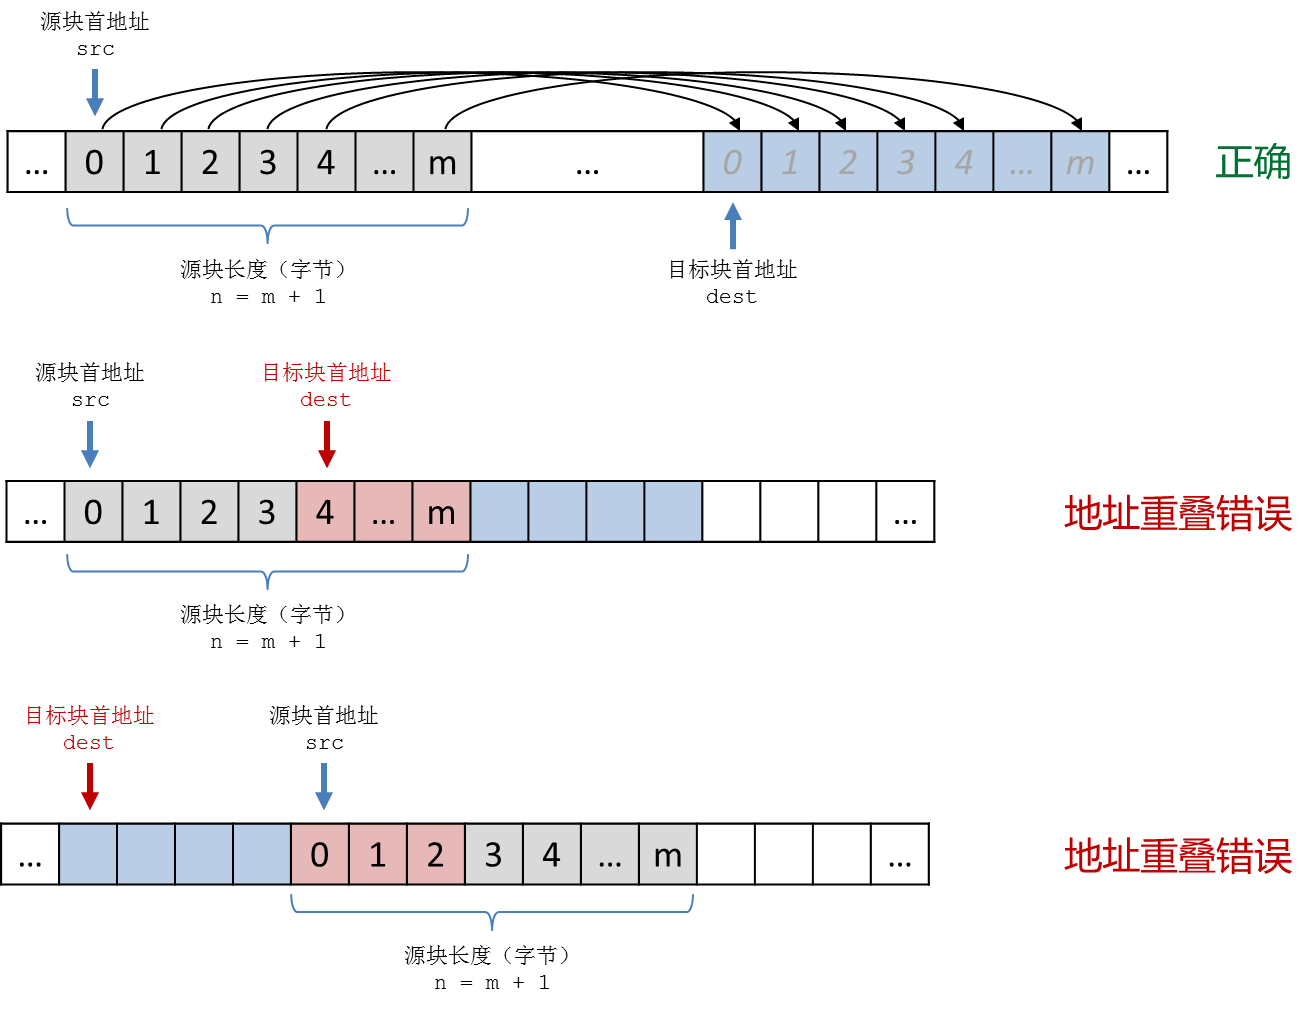 源块首地址
src
… 0 1 2 3 4 … m … 0 1 2 3 4 … m …
正确
源块长度（字节）
n = m + 1
目标块首地址
dest
源块首地址
src
目标块首地址
dest
… 0 1 2 3 4 … m …
地址重叠错误
源块长度（字节）
n = m + 1
目标块首地址
dest
源块首地址
src
… 0 1 2 3 4 … m …
地址重叠错误
源块长度（字节）
n = m + 1